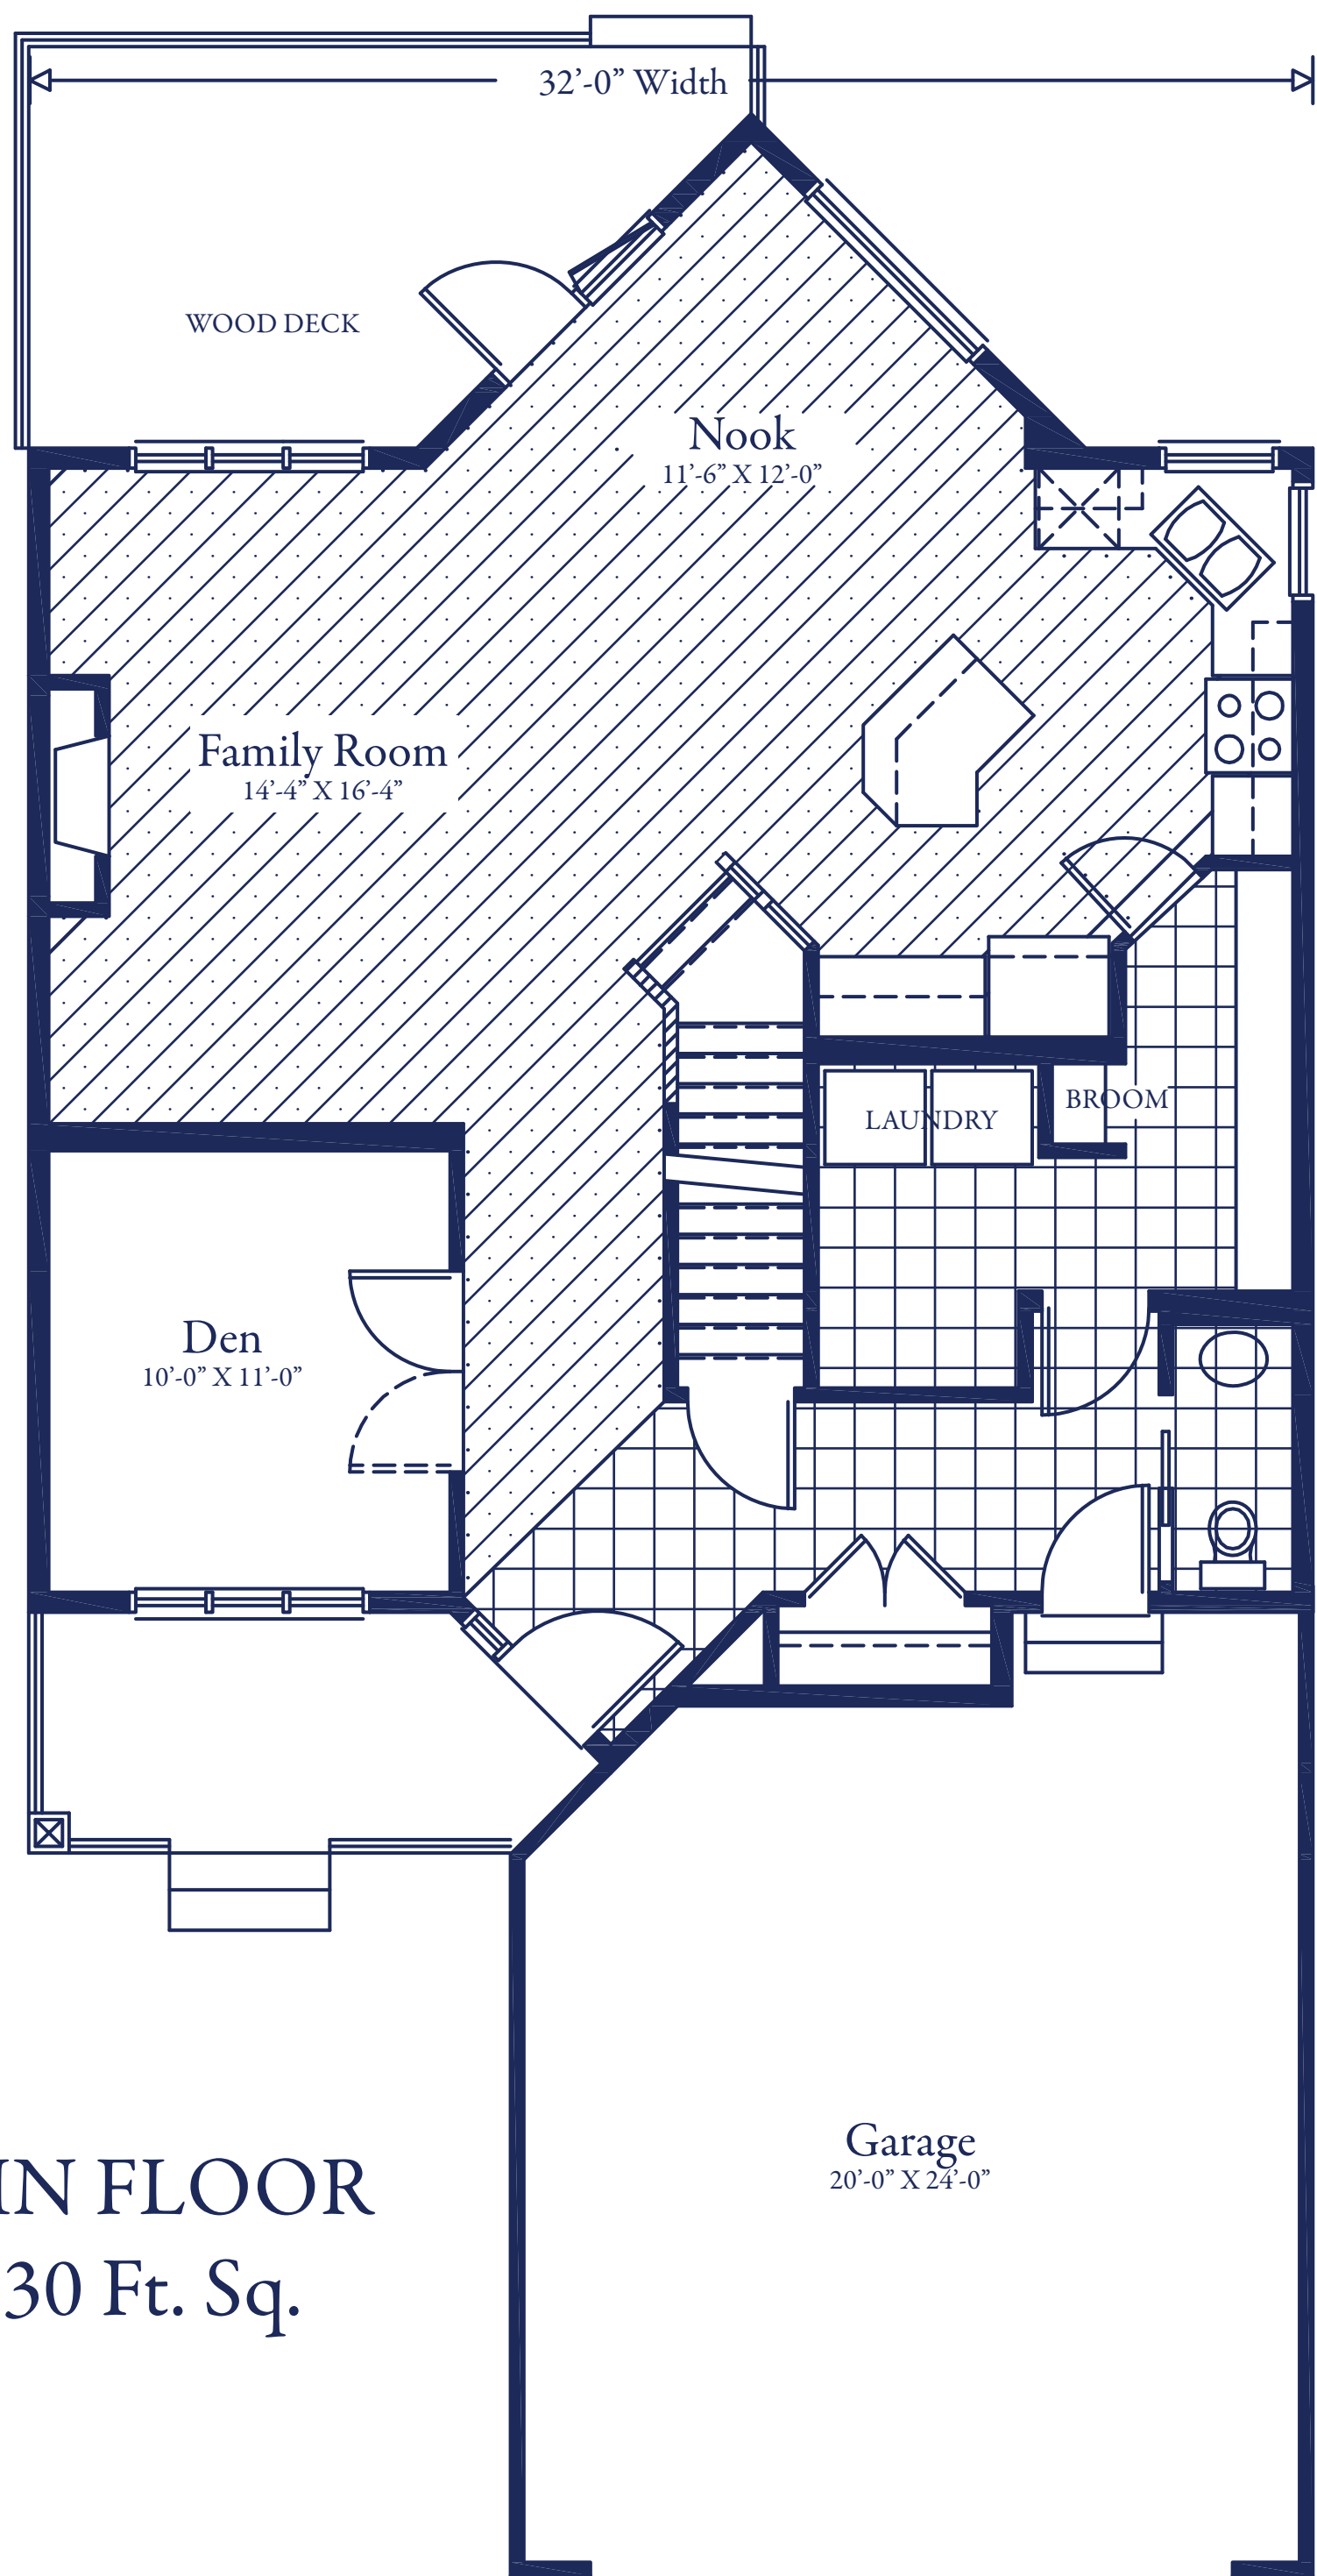 32’-0” Width
WOOD DECK
Nook
11’-6” X 12’-0”
Family Room
14’-4” X 16’-4”
BROOM
LAUNDRY
Den
10’-0” X 11’-0”
Garage
20’-0” X 24’-0”
IN FLOOR
30 Ft. Sq.